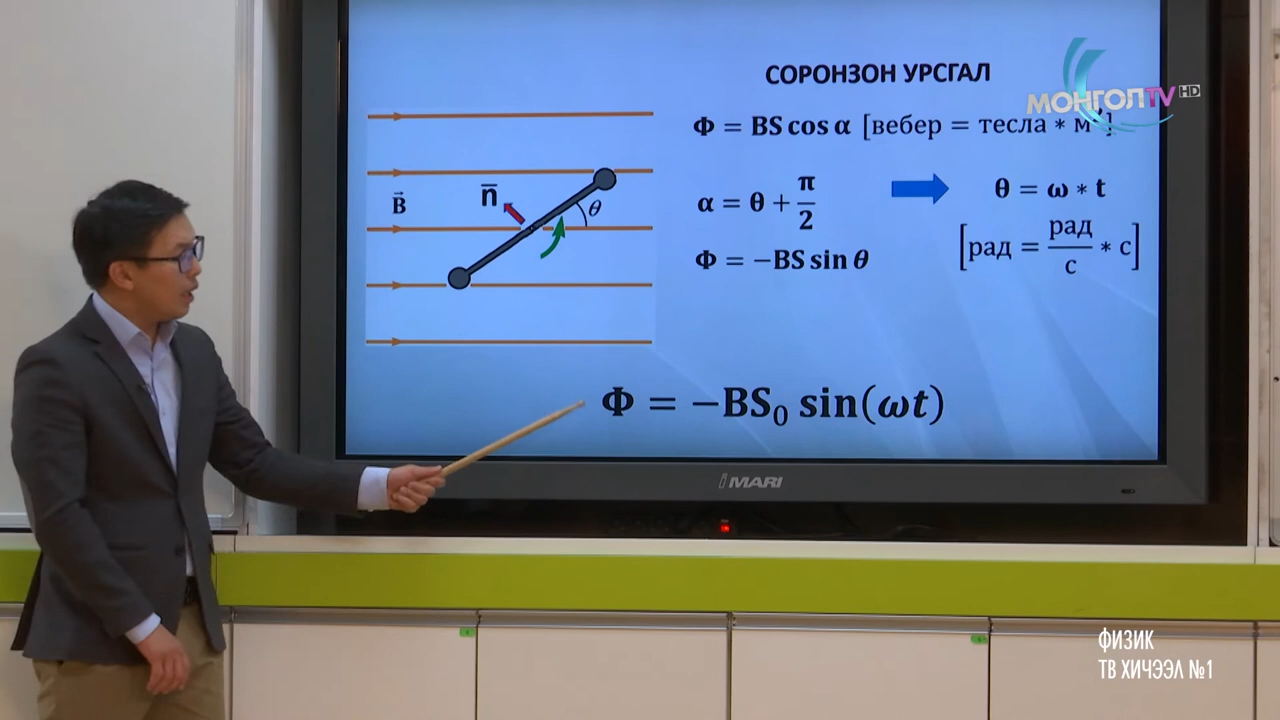 СОРОНЗОН УРСГАЛ
МОНГОЛ TV HD
Φ = BS cos α [вебер = тесла * м²]
B⃗
n̅
θ
α = θ + π/2
θ = ω * t
Φ = −BS sin θ
[рад = рад/с * с]
Φ = −BS₀ sin(ωt)
iMARI
ФИЗИК
ТВ ХИЧЭЭЛ №1